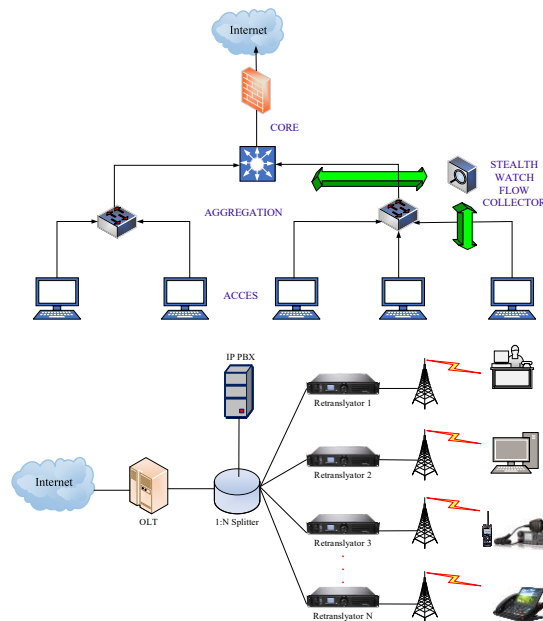 Internet
CORE
STEALTH
WATCH
FLOW
COLLECTOR
AGGREGATION
ACCES
IP PBX
Retranslyator 1
Retranslyator 2
Internet
OLT
1:N Splitter
Retranslyator 3
Retranslyator N